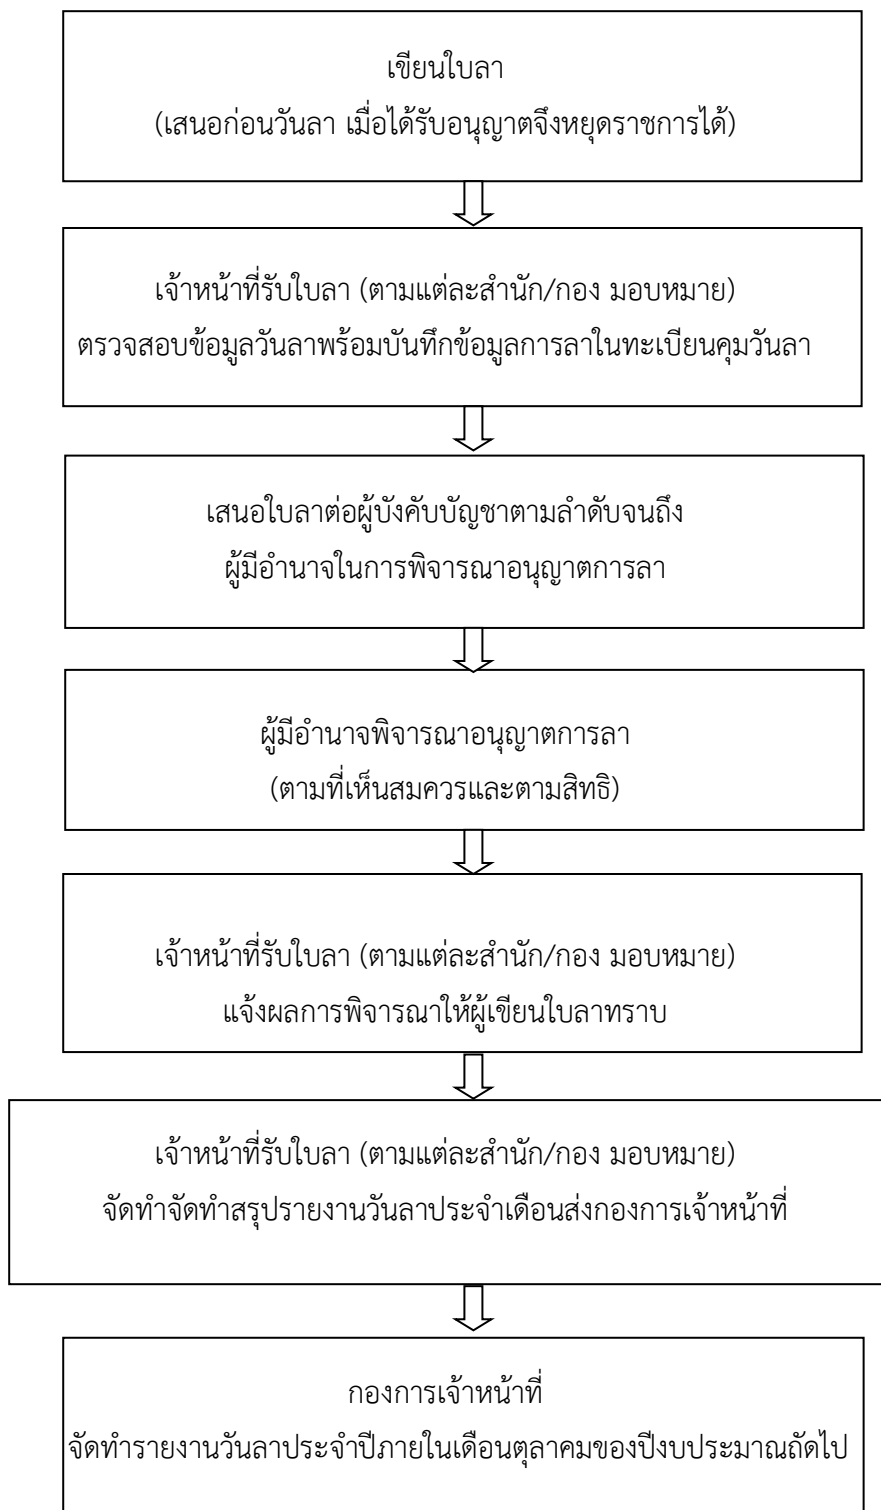 เขียนใบลา
(เสนอก่อนวันลา เมื่อได้รับอนุญาตจึงหยุดราชการได้)
เจ้าหน้าที่รับใบลา (ตามแต่ละสำนัก/กอง มอบหมาย)
ตรวจสอบข้อมูลวันลาพร้อมบันทึกข้อมูลการลาในทะเบียนคุมวันลา
เสนอใบลาต่อผู้บังคับบัญชาตามลำดับจนถึง
ผู้มีอำนาจในการพิจารณาอนุญาตการลา
ผู้มีอำนาจพิจารณาอนุญาตการลา
(ตามที่เห็นสมควรและตามสิทธิ)
เจ้าหน้าที่รับใบลา (ตามแต่ละสำนัก/กอง มอบหมาย)
แจ้งผลการพิจารณาให้ผู้เขียนใบลาทราบ
เจ้าหน้าที่รับใบลา (ตามแต่ละสำนัก/กอง มอบหมาย)
จัดทำจัดทำสรุปรายงานวันลาประจำเดือนส่งกองการเจ้าหน้าที่
กองการเจ้าหน้าที่
จัดทำรายงานวันลาประจำปีภายในเดือนตุลาคมของปีงบประมาณถัดไป